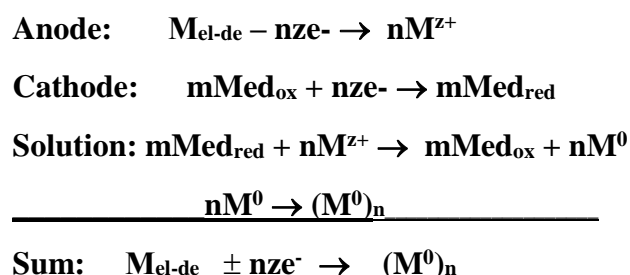 Anode: M_el-de – nze- → nM^z+
Cathode: mMed_ox + nze- → mMed_red
Solution: mMed_red + nM^z+ → mMed_ox + nM^0
nM^0 → (M^0)_n
Sum: M_el-de ± nze^- → (M^0)_n